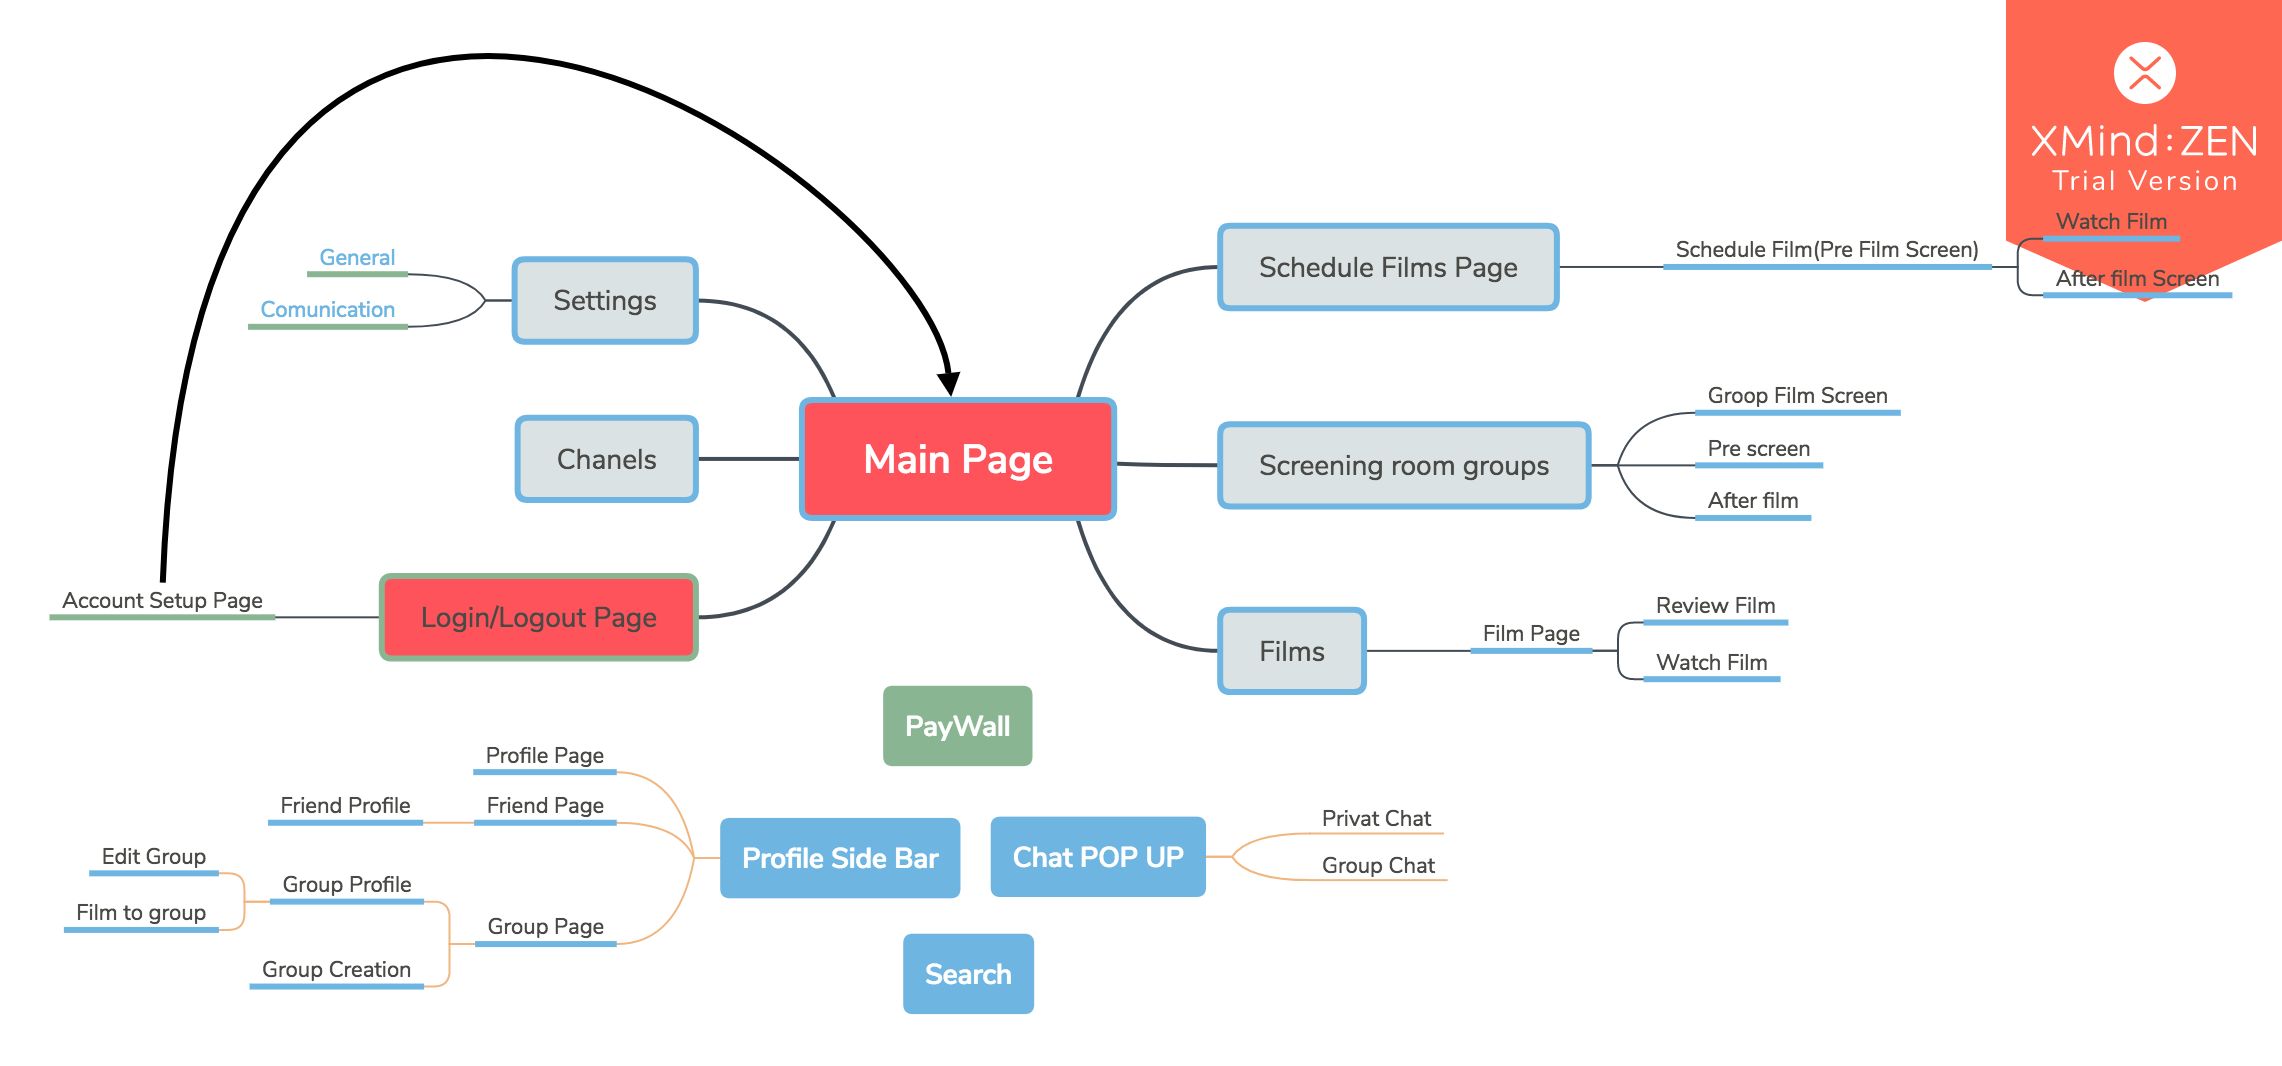 XMind:ZEN
Trial Version
General
Comunication
Settings
Chanels
Account Setup Page
Login/Logout Page
Main Page
Schedule Films Page
Schedule Film(Pre Film Screen)
Watch Film
After film Screen
Screening room groups
Groop Film Screen
Pre screen
After film
Films
Film Page
Review Film
Watch Film
PayWall
Profile Page
Friend Profile
Friend Page
Edit Group
Group Profile
Film to group
Group Page
Group Creation
Profile Side Bar
Chat POP UP
Privat Chat
Group Chat
Search